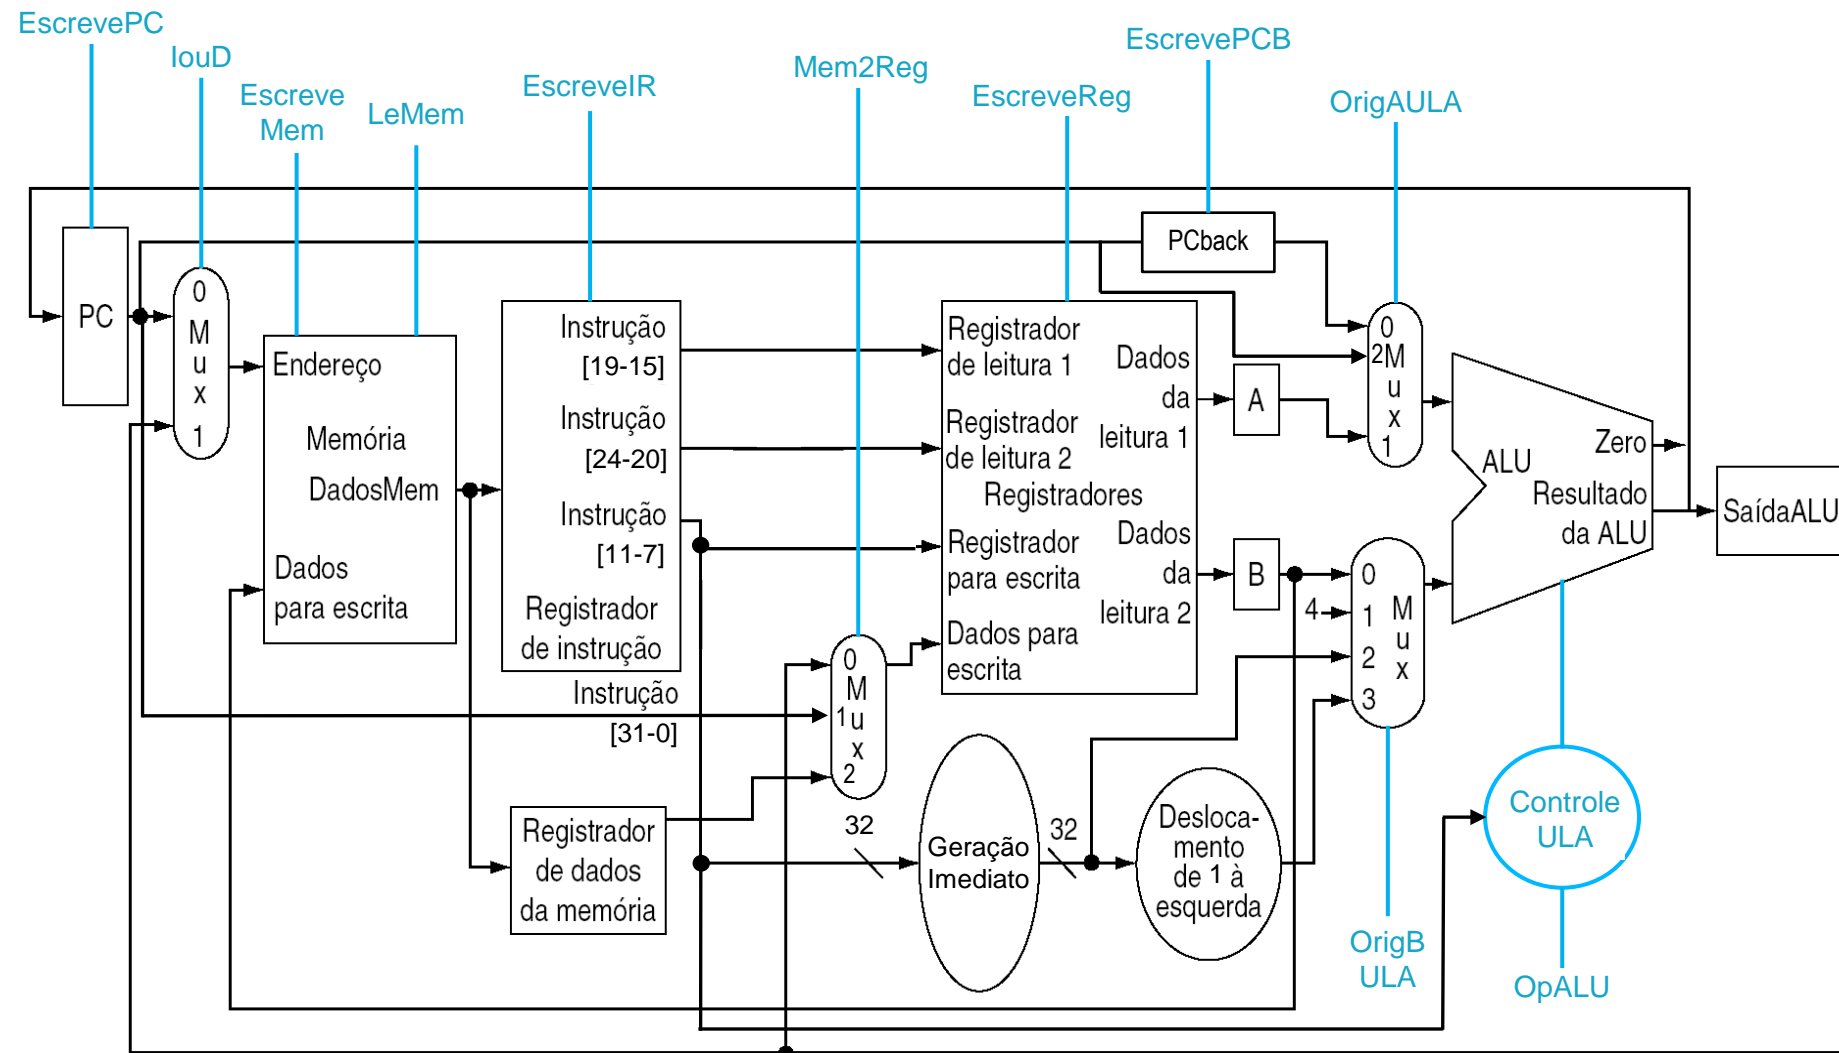 EscrevePC
IouD
Escreve
Mem
LeMem
EscreveIR
Mem2Reg
EscreveReg
EscrevePCB
OrigAULA
PC
0
M
u
x
1
Endereço
Memória
DadosMem
Dados
para escrita
Instrução
[19-15]
Instrução
[24-20]
Instrução
[11-7]
Registrador
de instrução
Instrução
[31-0]
Registrador
de dados
da memória
0
M
1u
x
2
Registrador
de leitura 1
Registrador
de leitura 2
Registradores
Registrador
para escrita
Dados para
escrita
Dados
da
leitura 1
Dados
da
leitura 2
PCback
A
B
4
0
2M
u
x
1
0
1
2
3
M
u
x
ALU
Zero
Resultado
da ALU
SaídaALU
32
Geração
Imediato
32
Desloca-
mento
de 1 à
esquerda
OrigB
ULA
Controle
ULA
OpALU